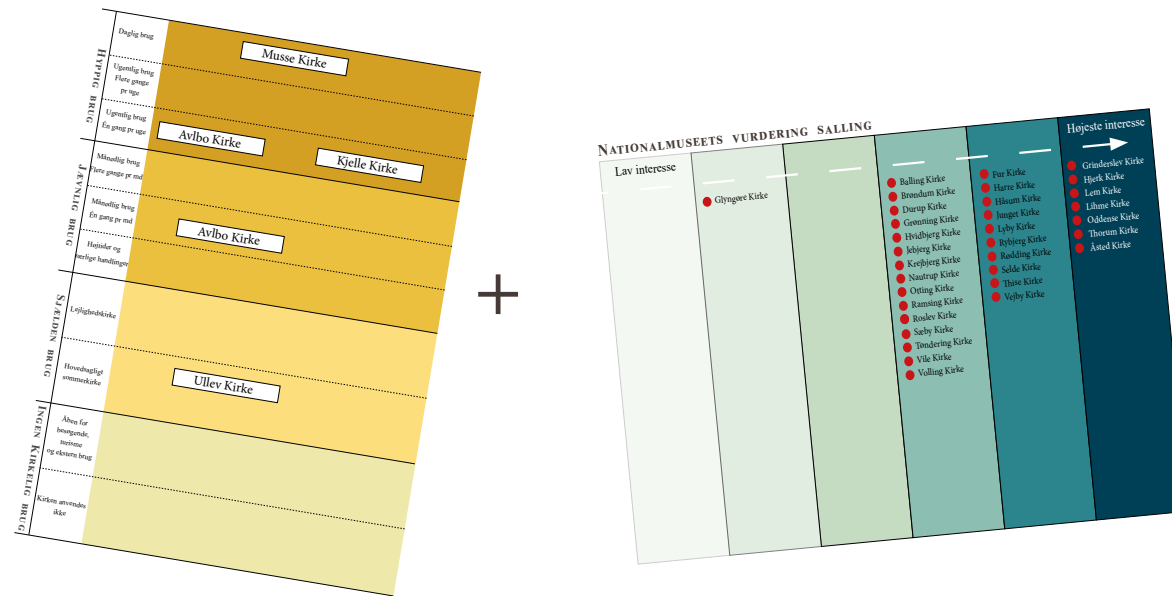 HYPPIG BRUG
Daglig brug
Musse Kirke
Ugentlig brug
Flere gange
pr uge
Ugentlig brug
Én gang pr uge
Avlbo Kirke
Kjelle Kirke
JÆVNLIG BRUG
Månedlig brug
Flere gange pr md
Månedlig brug
Én gang pr md
Avlbo Kirke
Højtider og
særlige handlinger
SJÆLDEN BRUG
Lejlighedskirke
Hovedsagligt
sommerkirke
Ullev Kirke
INGEN KIRKELIG BRUG
Åben for
besøgende,
turisme
og ekstern brug
Kirken anvendes
ikke
+
NATIONALMUSEETS VURDERING SALLING
Lav interesse
Højeste interesse
Glyngøre Kirke
Balling Kirke
Brøndum Kirke
Durup Kirke
Grønning Kirke
Hvidbjerg Kirke
Jebjerg Kirke
Krejbjerg Kirke
Nautrup Kirke
Otting Kirke
Ramsing Kirke
Roslev Kirke
Sæby Kirke
Tøndering Kirke
Vile Kirke
Volling Kirke
Fur Kirke
Harre Kirke
Håsum Kirke
Junget Kirke
Lyby Kirke
Rybjerg Kirke
Rødding Kirke
Selde Kirke
Thise Kirke
Vejby Kirke
Grinderslev Kirke
Hjerk Kirke
Lem Kirke
Lihme Kirke
Oddense Kirke
Thorum Kirke
Åsted Kirke